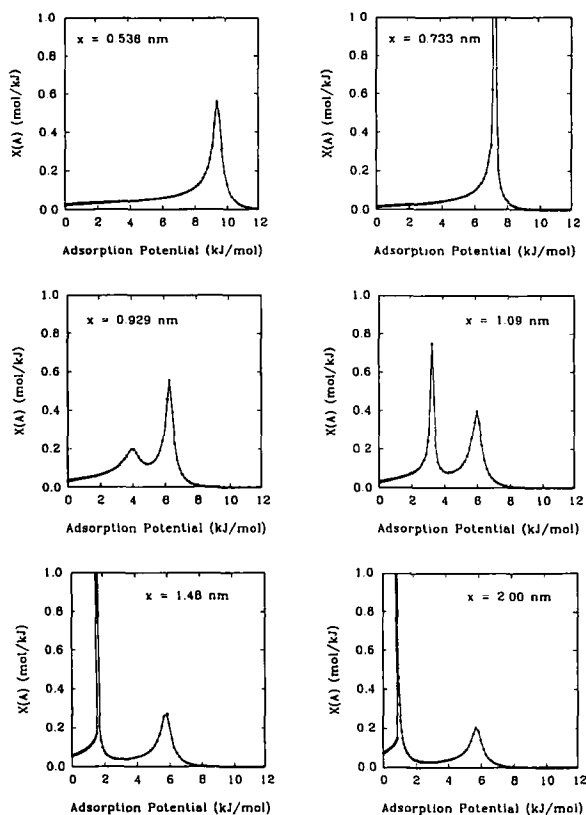 x = 0.538 nm
X(A) (mol/kJ)
1.0
0.8
0.6
0.4
0.2
0.0
0 2 4 6 8 10 12
Adsorption Potential (kJ/mol)
x = 0.733 nm
X(A) (mol/kJ)
1.0
0.8
0.6
0.4
0.2
0.0
0 2 4 6 8 10 12
Adsorption Potential (kJ/mol)
x = 0.929 nm
X(A) (mol/kJ)
1.0
0.8
0.6
0.4
0.2
0.0
0 2 4 6 8 10 12
Adsorption Potential (kJ/mol)
x = 1.09 nm
X(A) (mol/kJ)
1.0
0.8
0.6
0.4
0.2
0.0
0 2 4 6 8 10 12
Adsorption Potential (kJ/mol)
x = 1.48 nm
X(A) (mol/kJ)
1.0
0.8
0.6
0.4
0.2
0.0
0 2 4 6 8 10 12
Adsorption Potential (kJ/mol)
x = 2.00 nm
X(A) (mol/kJ)
1.0
0.8
0.6
0.4
0.2
0.0
0 2 4 6 8 10 12
Adsorption Potential (kJ/mol)